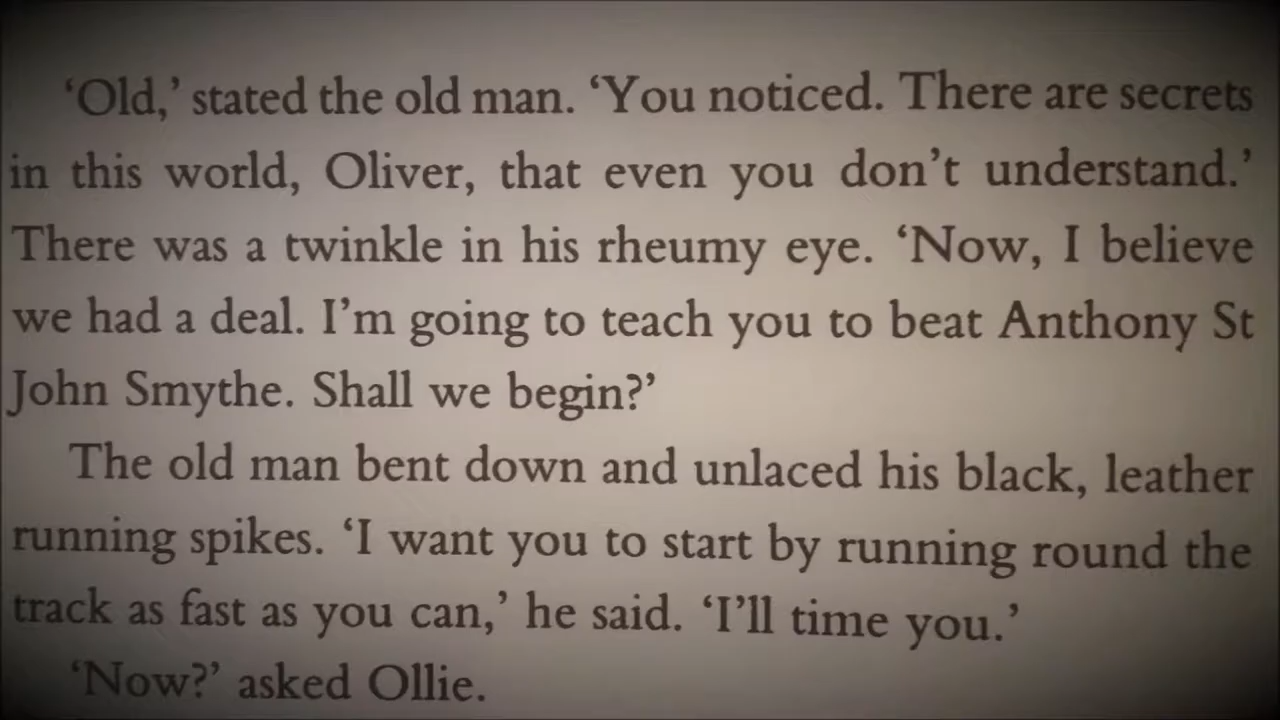 ‘Old,’ stated the old man. ‘You noticed. There are secrets
in this world, Oliver, that even you don’t understand.’
There was a twinkle in his rheumy eye. ‘Now, I believe
we had a deal. I’m going to teach you to beat Anthony St
John Smythe. Shall we begin?’
The old man bent down and unlaced his black, leather
running spikes. ‘I want you to start by running round the
track as fast as you can,’ he said. ‘I’ll time you.’
‘Now?’ asked Ollie.